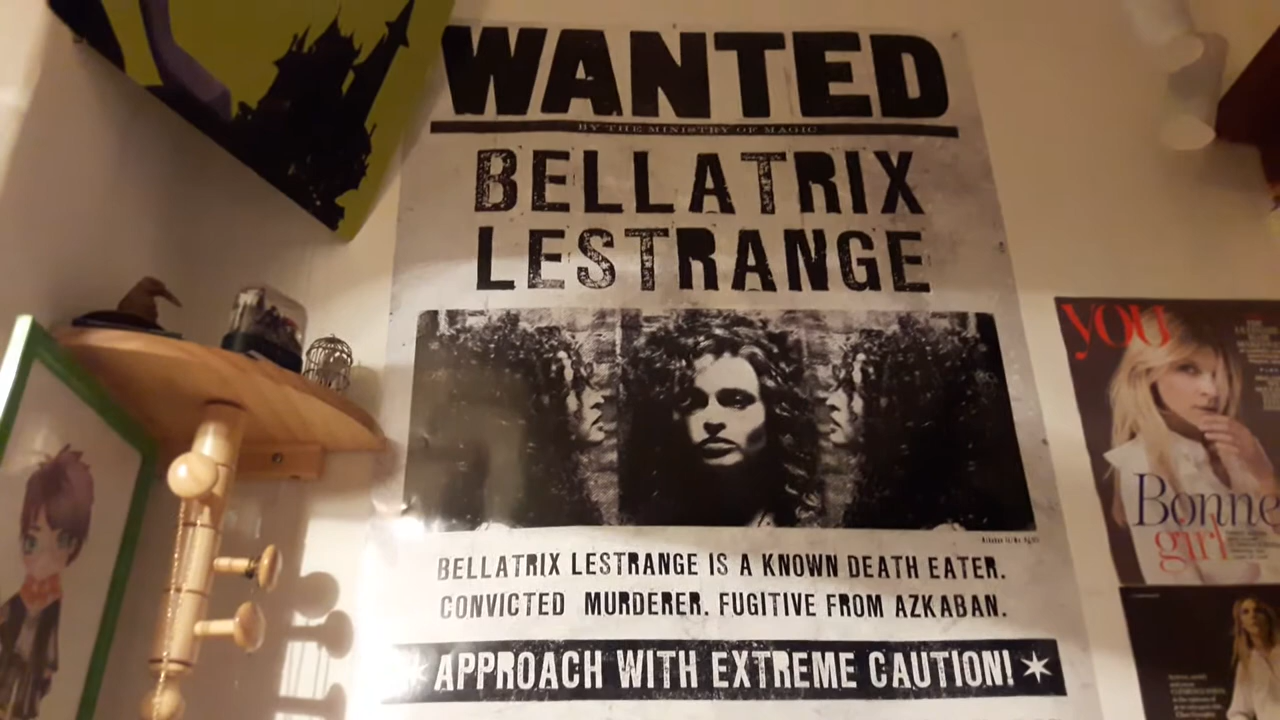 WANTED
BY THE MINISTRY OF MAGIC
BELLATRIX
LESTRANGE
BELLATRIX LESTRANGE IS A KNOWN DEATH EATER.
CONVICTED MURDERER. FUGITIVE FROM AZKABAN.
APPROACH WITH EXTREME CAUTION!
YOU
Bonne
girl